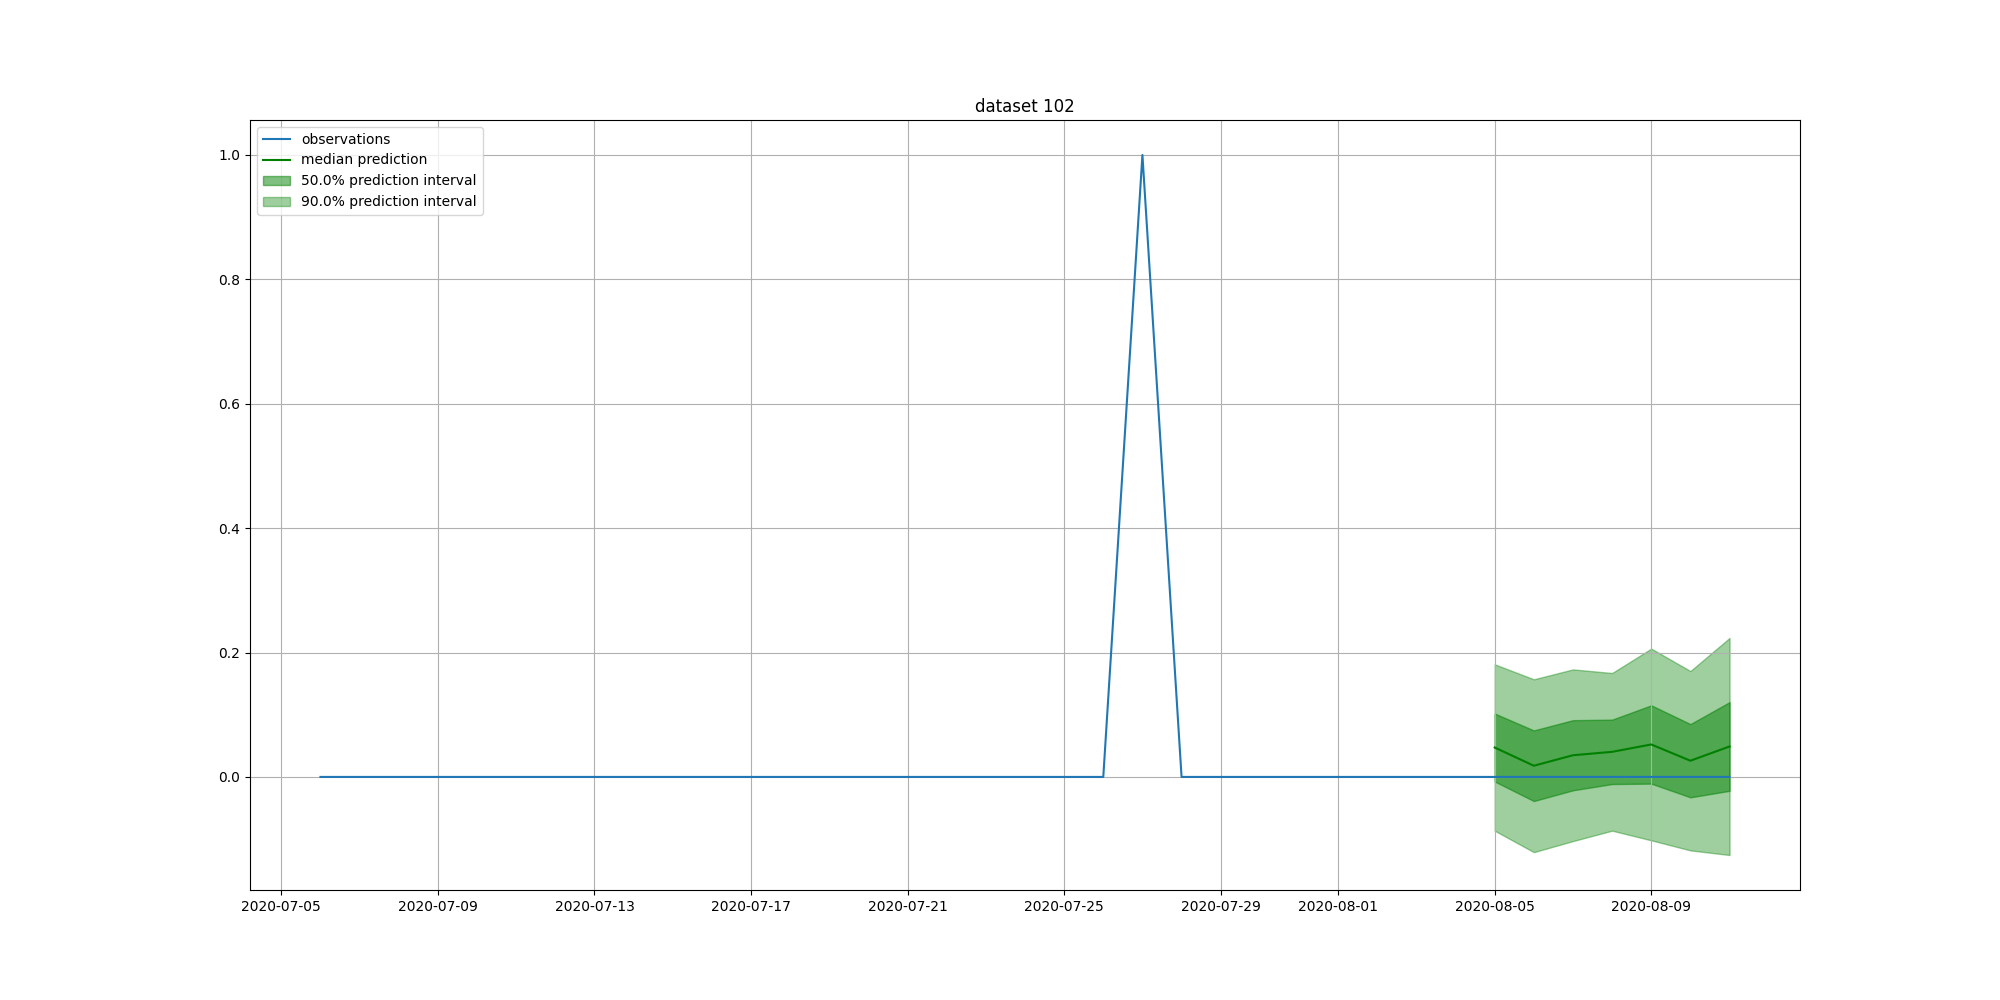 dataset 102
observations
median prediction
50.0% prediction interval
90.0% prediction interval
1.0
0.8
0.6
0.4
0.2
0.0
2020-07-05 2020-07-09 2020-07-13 2020-07-17 2020-07-21 2020-07-25 2020-07-29 2020-08-01 2020-08-05 2020-08-09